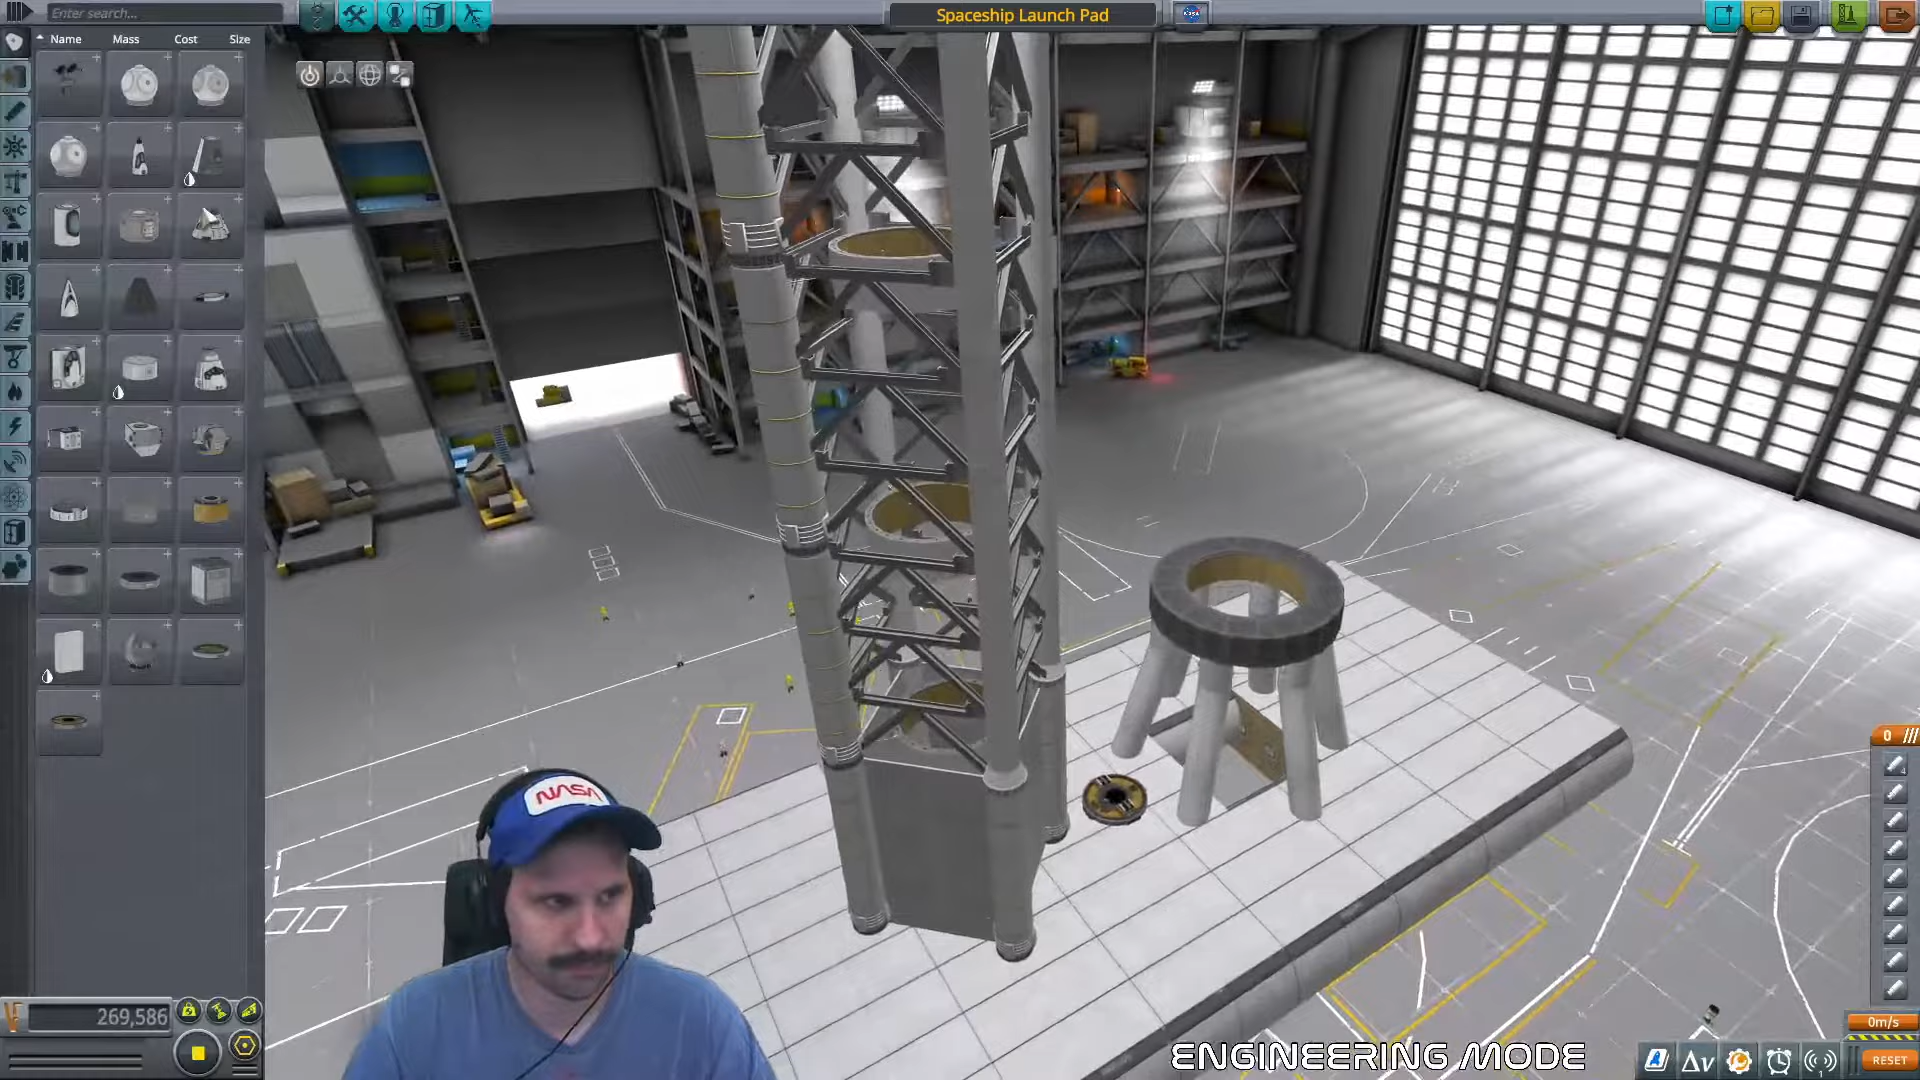 Enter search...
Spaceship Launch Pad
Name Mass Cost Size
NASA
0
269,586
0m/s
ENGINEERING MODE
Δv
RESET